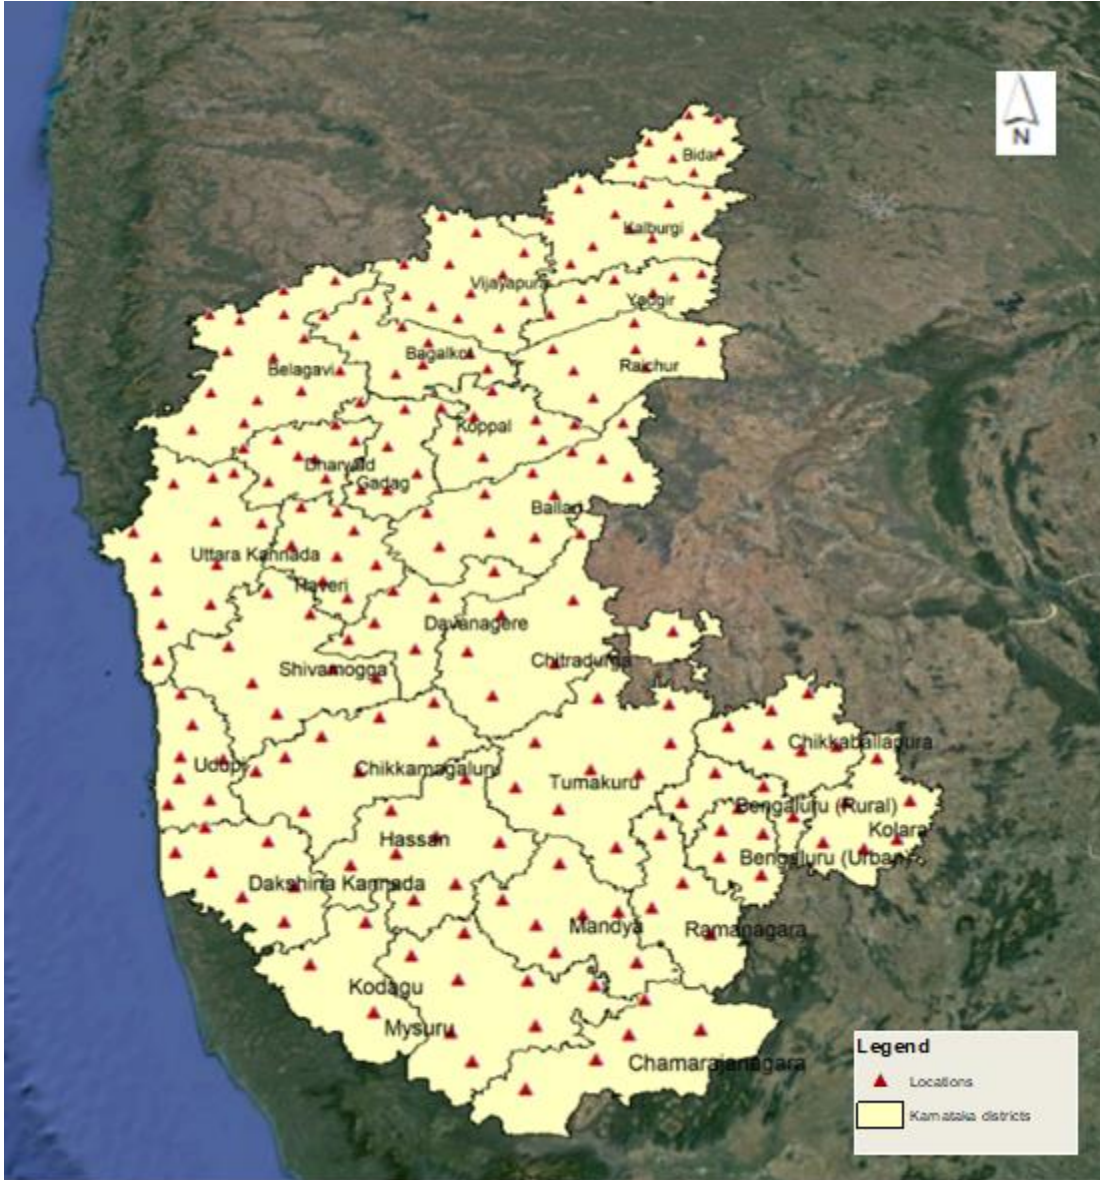 N
Bidar
Kalburgi
Vijayapura
Yadgir
Bagalkot
Raichur
Belagavi
Koppal
Dharwad
Gadag
Ballari
Uttara Kannada
Haveri
Davanagere
Chitradurga
Shivamogga
Chikkaballapura
Udupi
Chikkamagaluru
Tumakuru
Bengaluru (Rural)
Kolara
Hassan
Bengaluru (Urban)
Dakshina Kannada
Mandya
Ramanagara
Kodagu
Mysuru
Chamarajanagara
Legend
Locations
Karnataka districts